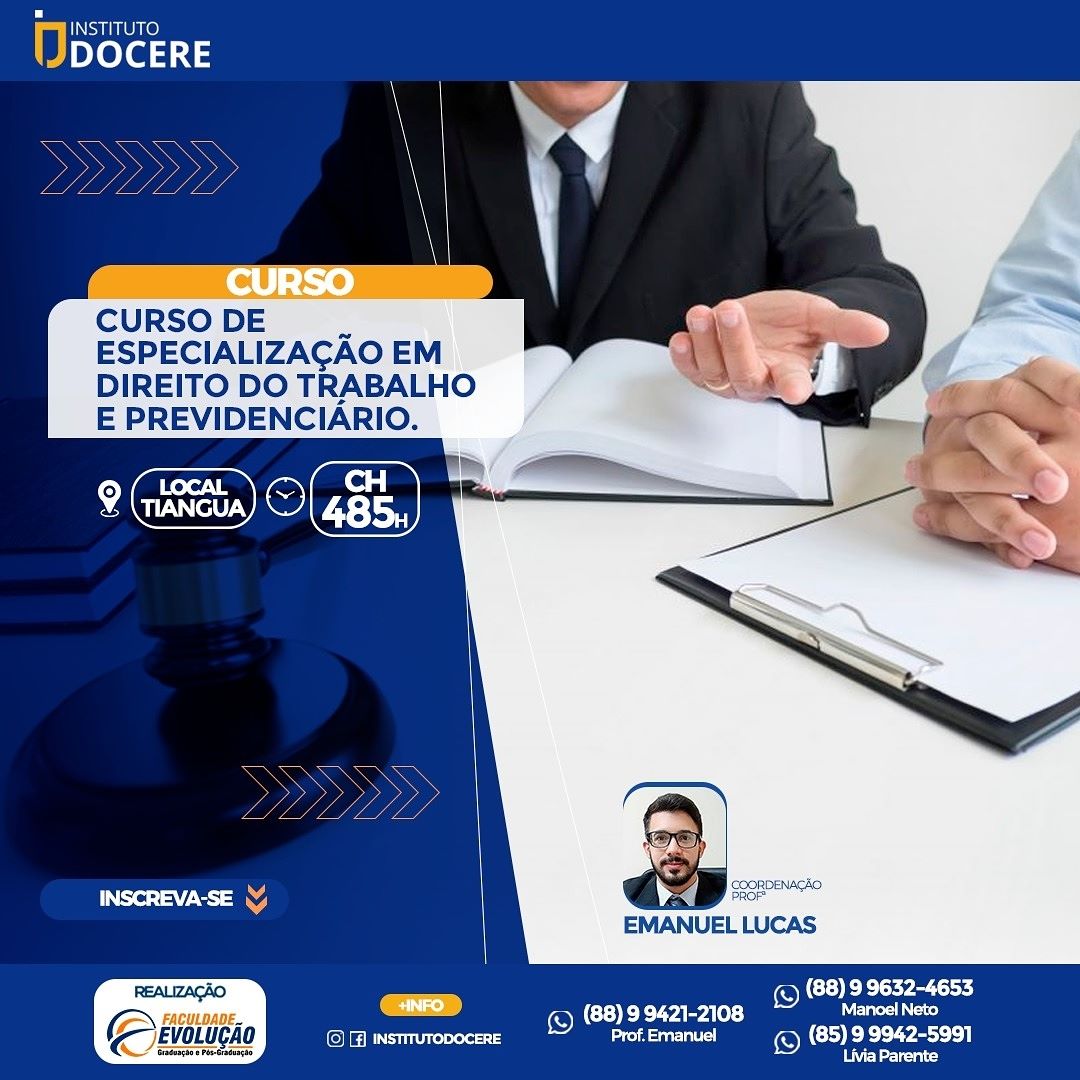 INSTITUTO
DOCERE
CURSO
CURSO DE
ESPECIALIZAÇÃO EM
DIREITO DO TRABALHO
E PREVIDENCIÁRIO.
LOCAL
TIANGUA
CH
485H
COORDENAÇÃO
PROFª
EMANUEL LUCAS
INSCREVA-SE
REALIZAÇÃO
FACULDADE
EVOLUÇÃO
Graduação e Pós-Graduação
+INFO
INSTITUTODOCERE
(88) 9 9421-2108
Prof. Emanuel
(88) 9 9632-4653
Manoel Neto
(85) 9 9942-5991
Lívia Parente